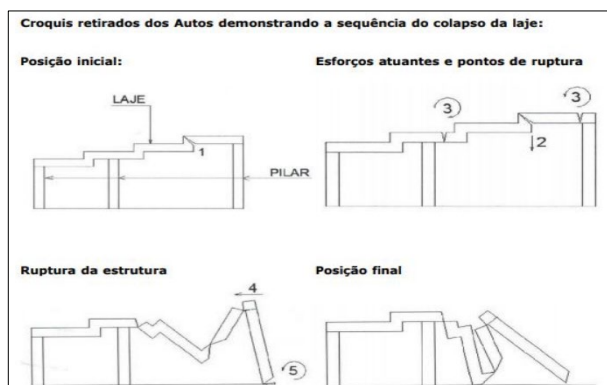 Croquis retirados dos Autos demonstrando a sequência do colapso da laje:
Posição inicial:
Esforços atuantes e pontos de ruptura
LAJE
1
PILAR
3
3
2
Ruptura da estrutura
Posição final
4
5